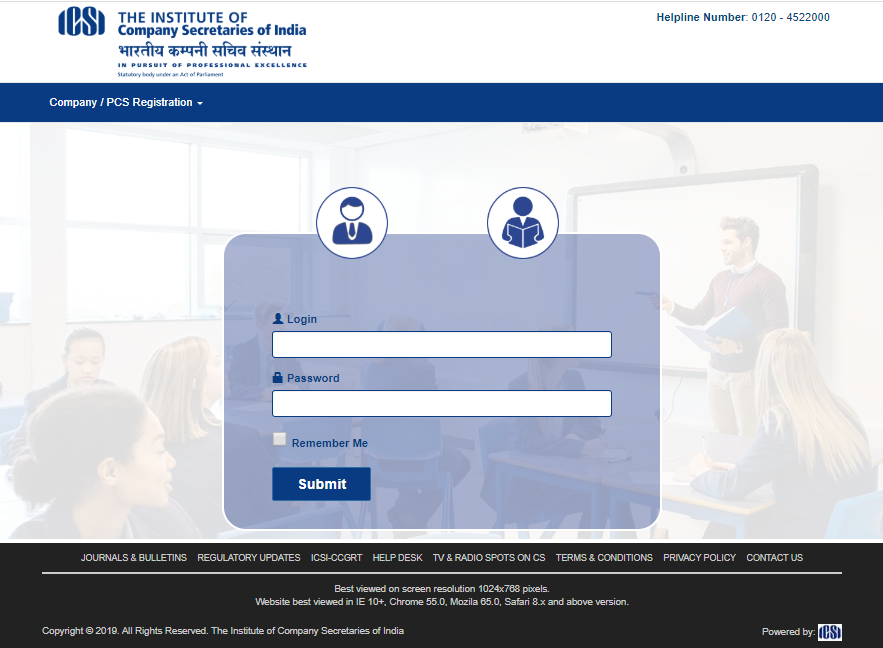 ICSI
THE INSTITUTE OF
Company Secretaries of India
भारतीय कम्पनी सचिव संस्थान
IN PURSUIT OF PROFESSIONAL EXCELLENCE
Statutory body under an Act of Parliament
Helpline Number: 0120 - 4522000
Company / PCS Registration
Login
Password
Remember Me
Submit
JOURNALS & BULLETINS REGULATORY UPDATES ICSI-CCGRT HELP DESK TV & RADIO SPOTS ON CS TERMS & CONDITIONS PRIVACY POLICY CONTACT US
Best viewed on screen resolution 1024x768 pixels.
Website best viewed in IE 10+, Chrome 55.0, Mozila 65.0, Safari 8.x and above version.
Copyright © 2019. All Rights Reserved. The Institute of Company Secretaries of India
Powered by: ICSI